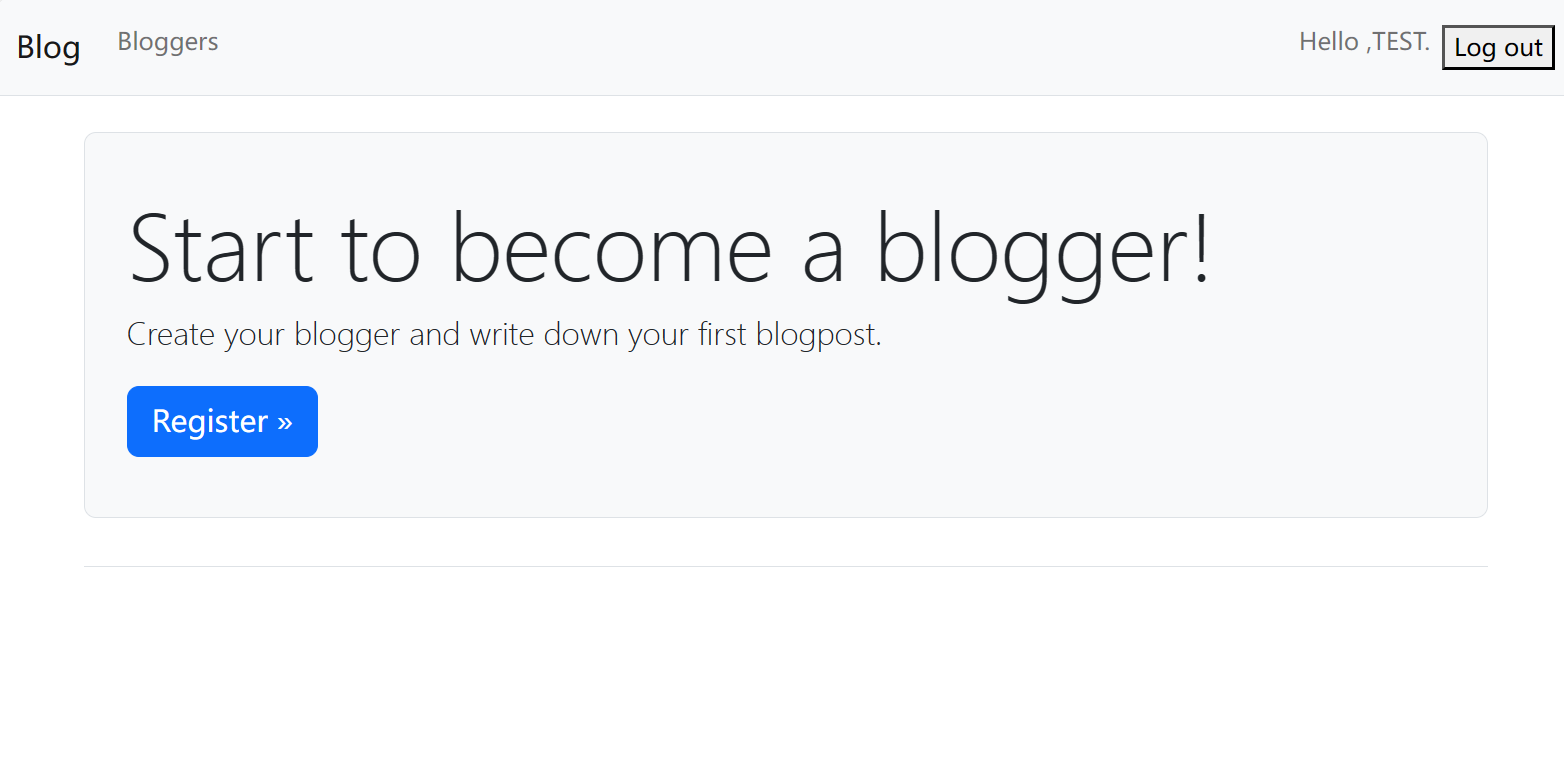 Blog Bloggers Hello ,TEST. Log out
Start to become a blogger!
Create your blogger and write down your first blogpost.
Register »